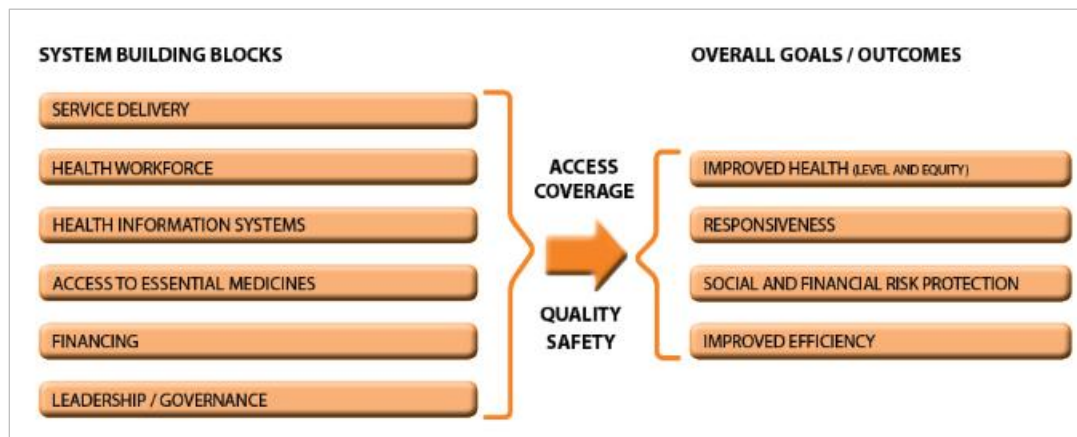 SYSTEM BUILDING BLOCKS
SERVICE DELIVERY
HEALTH WORKFORCE
HEALTH INFORMATION SYSTEMS
ACCESS TO ESSENTIAL MEDICINES
FINANCING
LEADERSHIP / GOVERNANCE
ACCESS
COVERAGE
QUALITY
SAFETY
OVERALL GOALS / OUTCOMES
IMPROVED HEALTH (LEVEL AND EQUITY)
RESPONSIVENESS
SOCIAL AND FINANCIAL RISK PROTECTION
IMPROVED EFFICIENCY